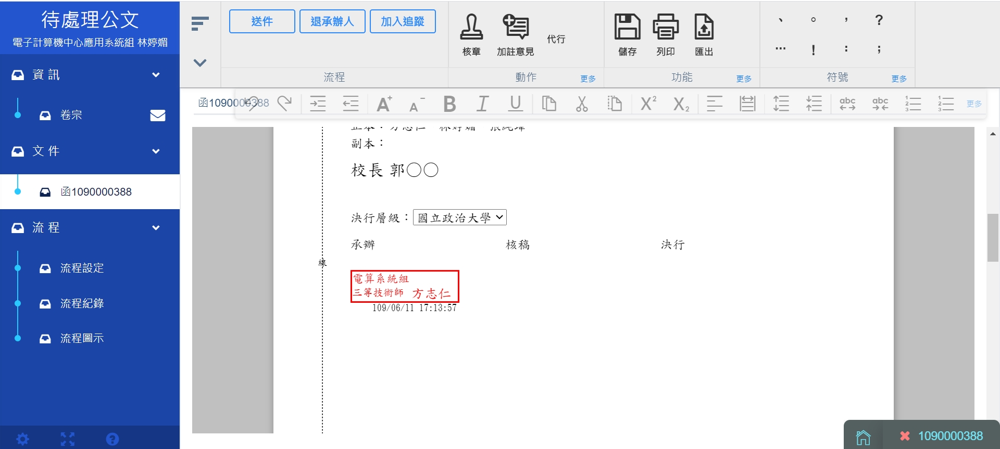 待處理公文
電子計算機中心應用系統組 林婷媚
資訊
卷宗
文件
函1090000388
流程
流程設定
流程紀錄
流程圖示
送件 退承辦人 加入追蹤
流程
核章 加註意見 代行
動作 更多
儲存 列印 匯出
功能 更多
、 。 , ?
… ! : ;
符號 更多
函1090000388
A+ A- B I U X² X₂ abc abc 更多
副本：
校長 郭〇〇
決行層級：國立政治大學
承辦 核稿 決行
線
電算系統組
三等技術師 方志仁
109/06/11 17:13:57
1090000388